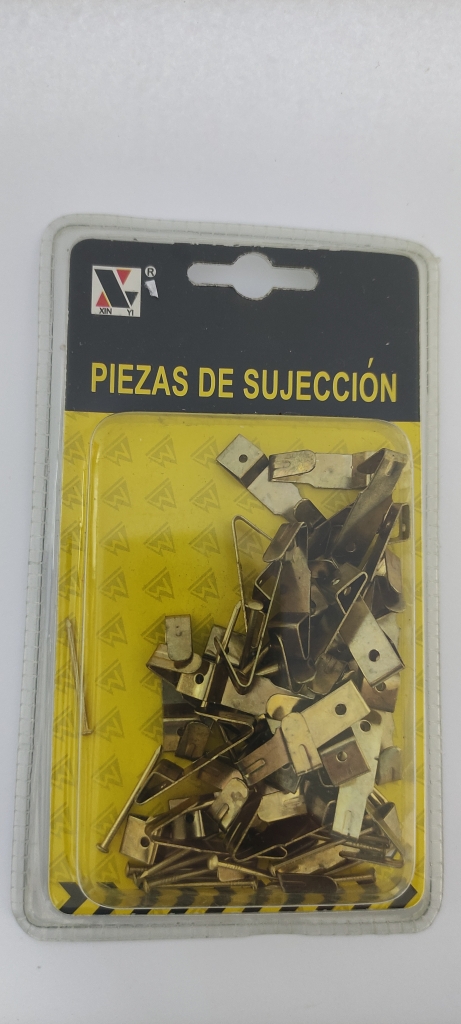 ®
XIN YI
PIEZAS DE SUJECCIÓN